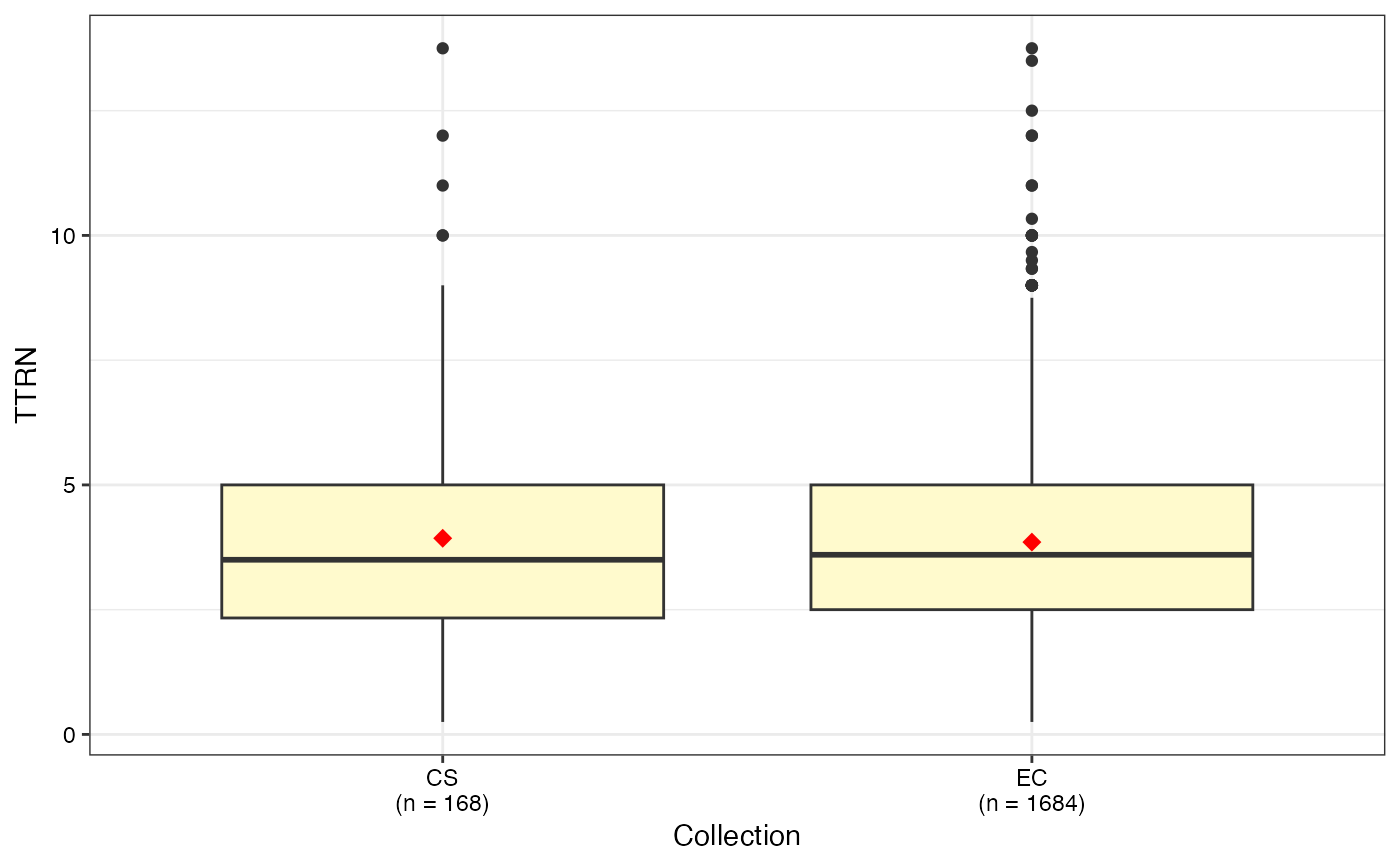 TTRN
10
5
0
CS
(n = 168)
EC
(n = 1684)
Collection